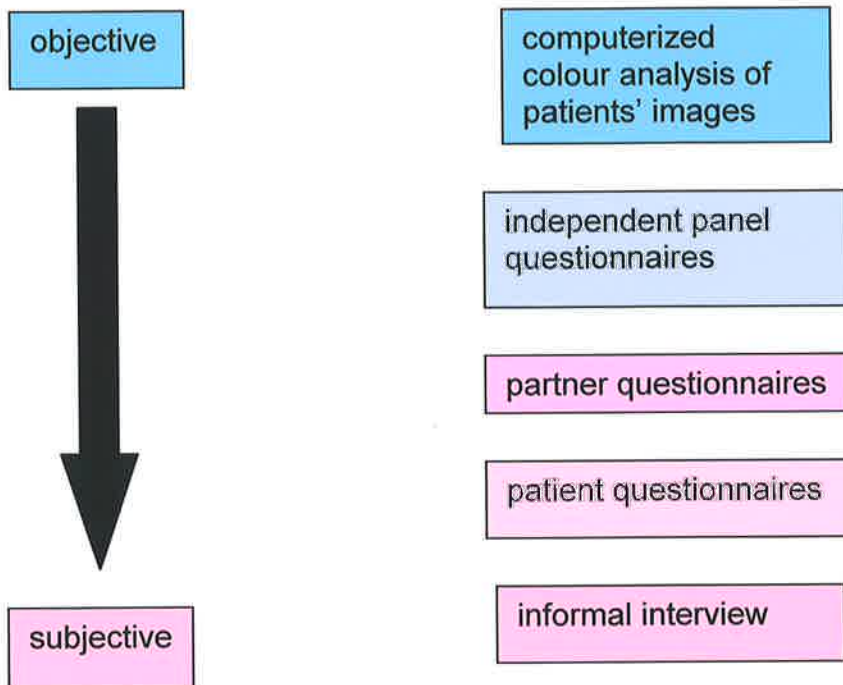 objective
computerized
colour analysis of
patients' images
independent panel
questionnaires
partner questionnaires
patient questionnaires
informal interview
subjective